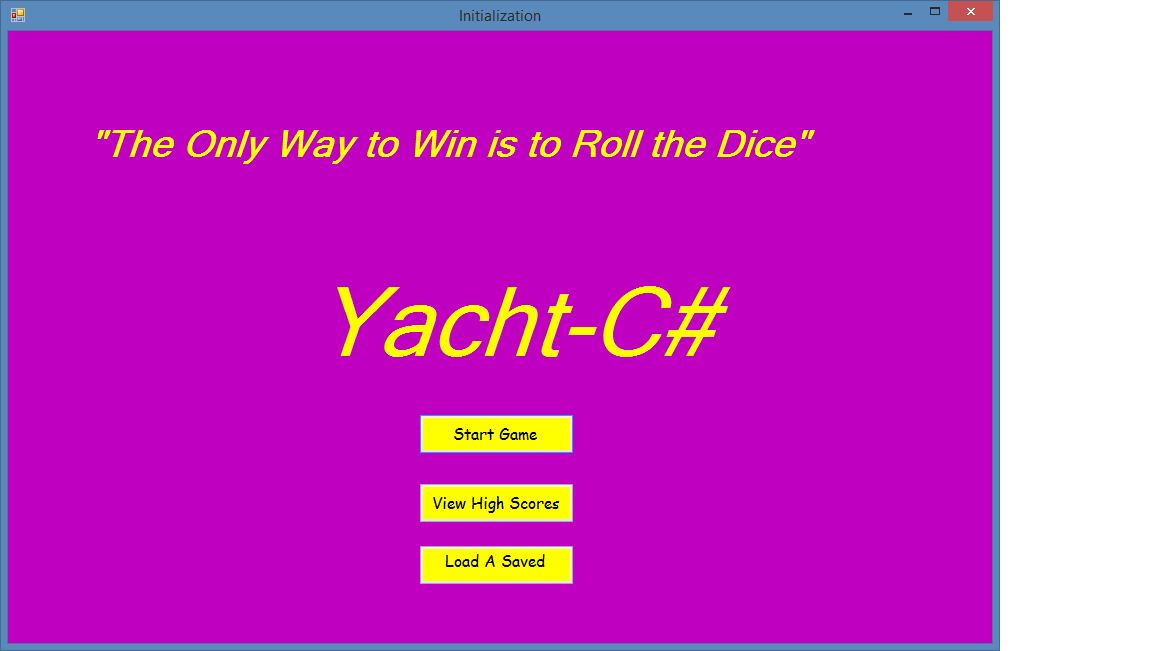 Initialization
"The Only Way to Win is to Roll the Dice"
Yacht-C#
Start Game
View High Scores
Load A Saved